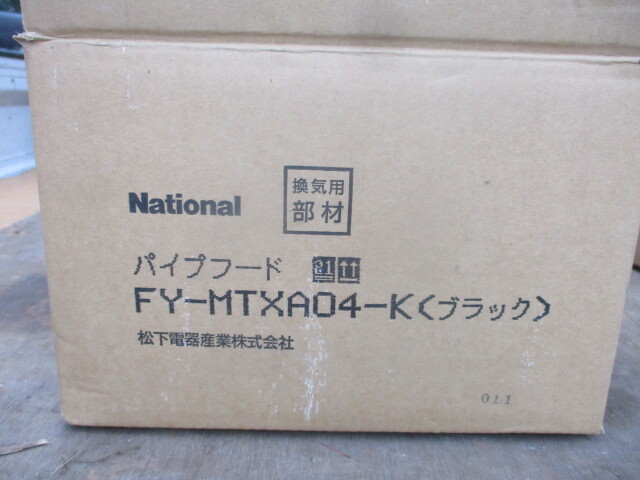 National
換気用
部材
パイプフード
FY-MTXA04-K(ブラック)
松下電器産業株式会社
011